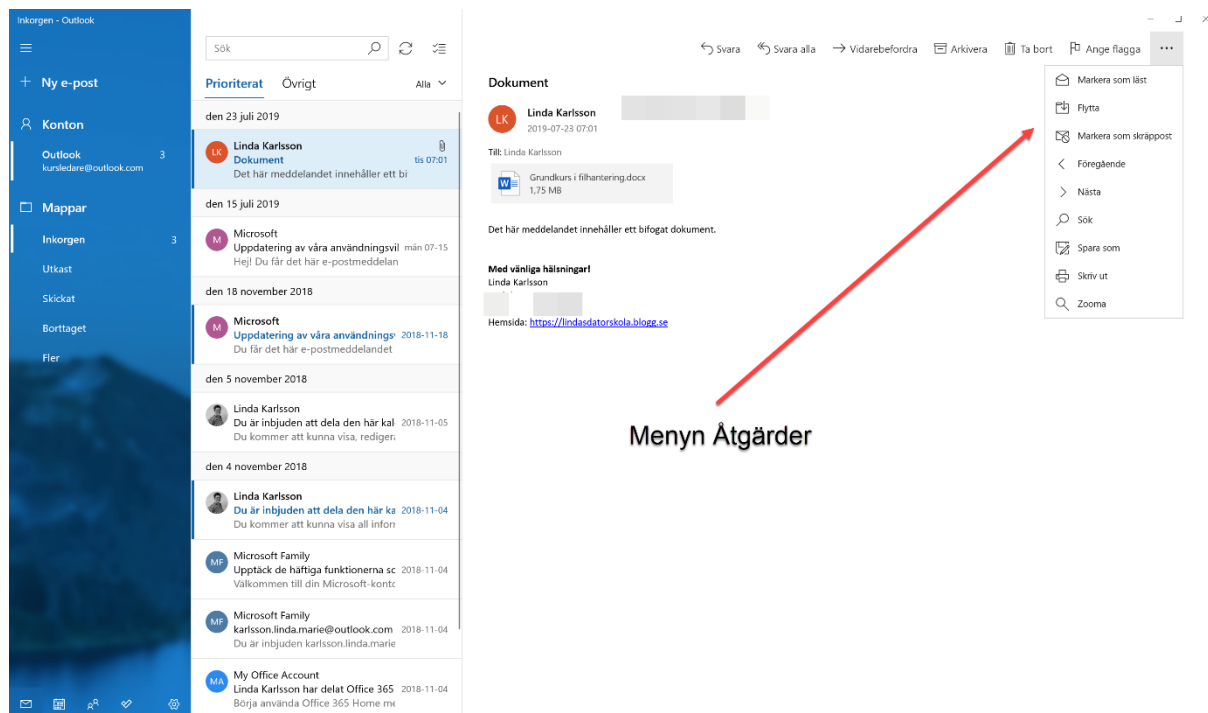 Inkorgen - Outlook
Ny e-post
Konton
Outlook 3
kursledare@outlook.com
Mappar
Inkorgen 3
Utkast
Skickat
Borttaget
Fler
Sök
Prioriterat Övrigt Alla
den 23 juli 2019
LK Linda Karlsson
Dokument tis 07:01
Det här meddelandet innehåller ett bi
den 15 juli 2019
M Microsoft
Uppdatering av våra användningsvil mån 07-15
Hej! Du får det här e-postmeddelan
den 18 november 2018
M Microsoft
Uppdatering av våra användnings 2018-11-18
Du får det här e-postmeddelandet
den 5 november 2018
Linda Karlsson
Du är inbjuden att dela den här kal 2018-11-05
Du kommer att kunna visa, rediger
den 4 november 2018
Linda Karlsson
Du är inbjuden att dela den här ka 2018-11-04
Du kommer att kunna visa all inforr
MF Microsoft Family
Upptäck de häftiga funktionerna sc 2018-11-04
Välkommen till din Microsoft-kontc
MF Microsoft Family
karlsson.linda.marie@outlook.com 2018-11-04
Du är inbjuden karlsson.linda.marie
MA My Office Account
Linda Karlsson har delat Office 365 2018-11-04
Börja använda Office 365 Home me
Svara Svara alla Vidarebefordra Arkivera Ta bort Ange flagga ...
Dokument
LK Linda Karlsson
2019-07-23 07:01
Till: Linda Karlsson
Grundkurs i filhantering.docx
1,75 MB
Det här meddelandet innehåller ett bifogat dokument.
Med vänliga hälsningar!
Linda Karlsson
Hemsida: https://lindasdatorskola.blogg.se
Markera som läst
Flytta
Markera som skräppost
Föregående
Nästa
Sök
Spara som
Skriv ut
Zooma
Menyn Åtgärder